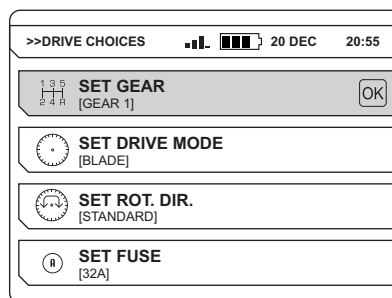 >>DRIVE CHOICES 20 DEC 20:55
1 3 5
2 4 R
SET GEAR
[GEAR 1]
OK
SET DRIVE MODE
[BLADE]
SET ROT. DIR.
[STANDARD]
A
SET FUSE
[32A]